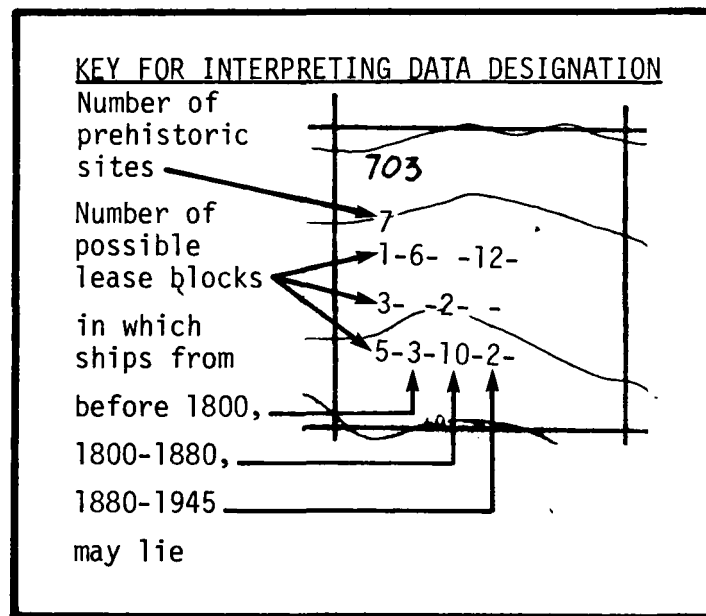 KEY FOR INTERPRETING DATA DESIGNATION
Number of
prehistoric
sites
703
7
Number of
possible
lease blocks
1-6- -12-
3- -2- -
5-3-10-2-
in which
ships from
before 1800,
1800-1880,
1880-1945
may lie